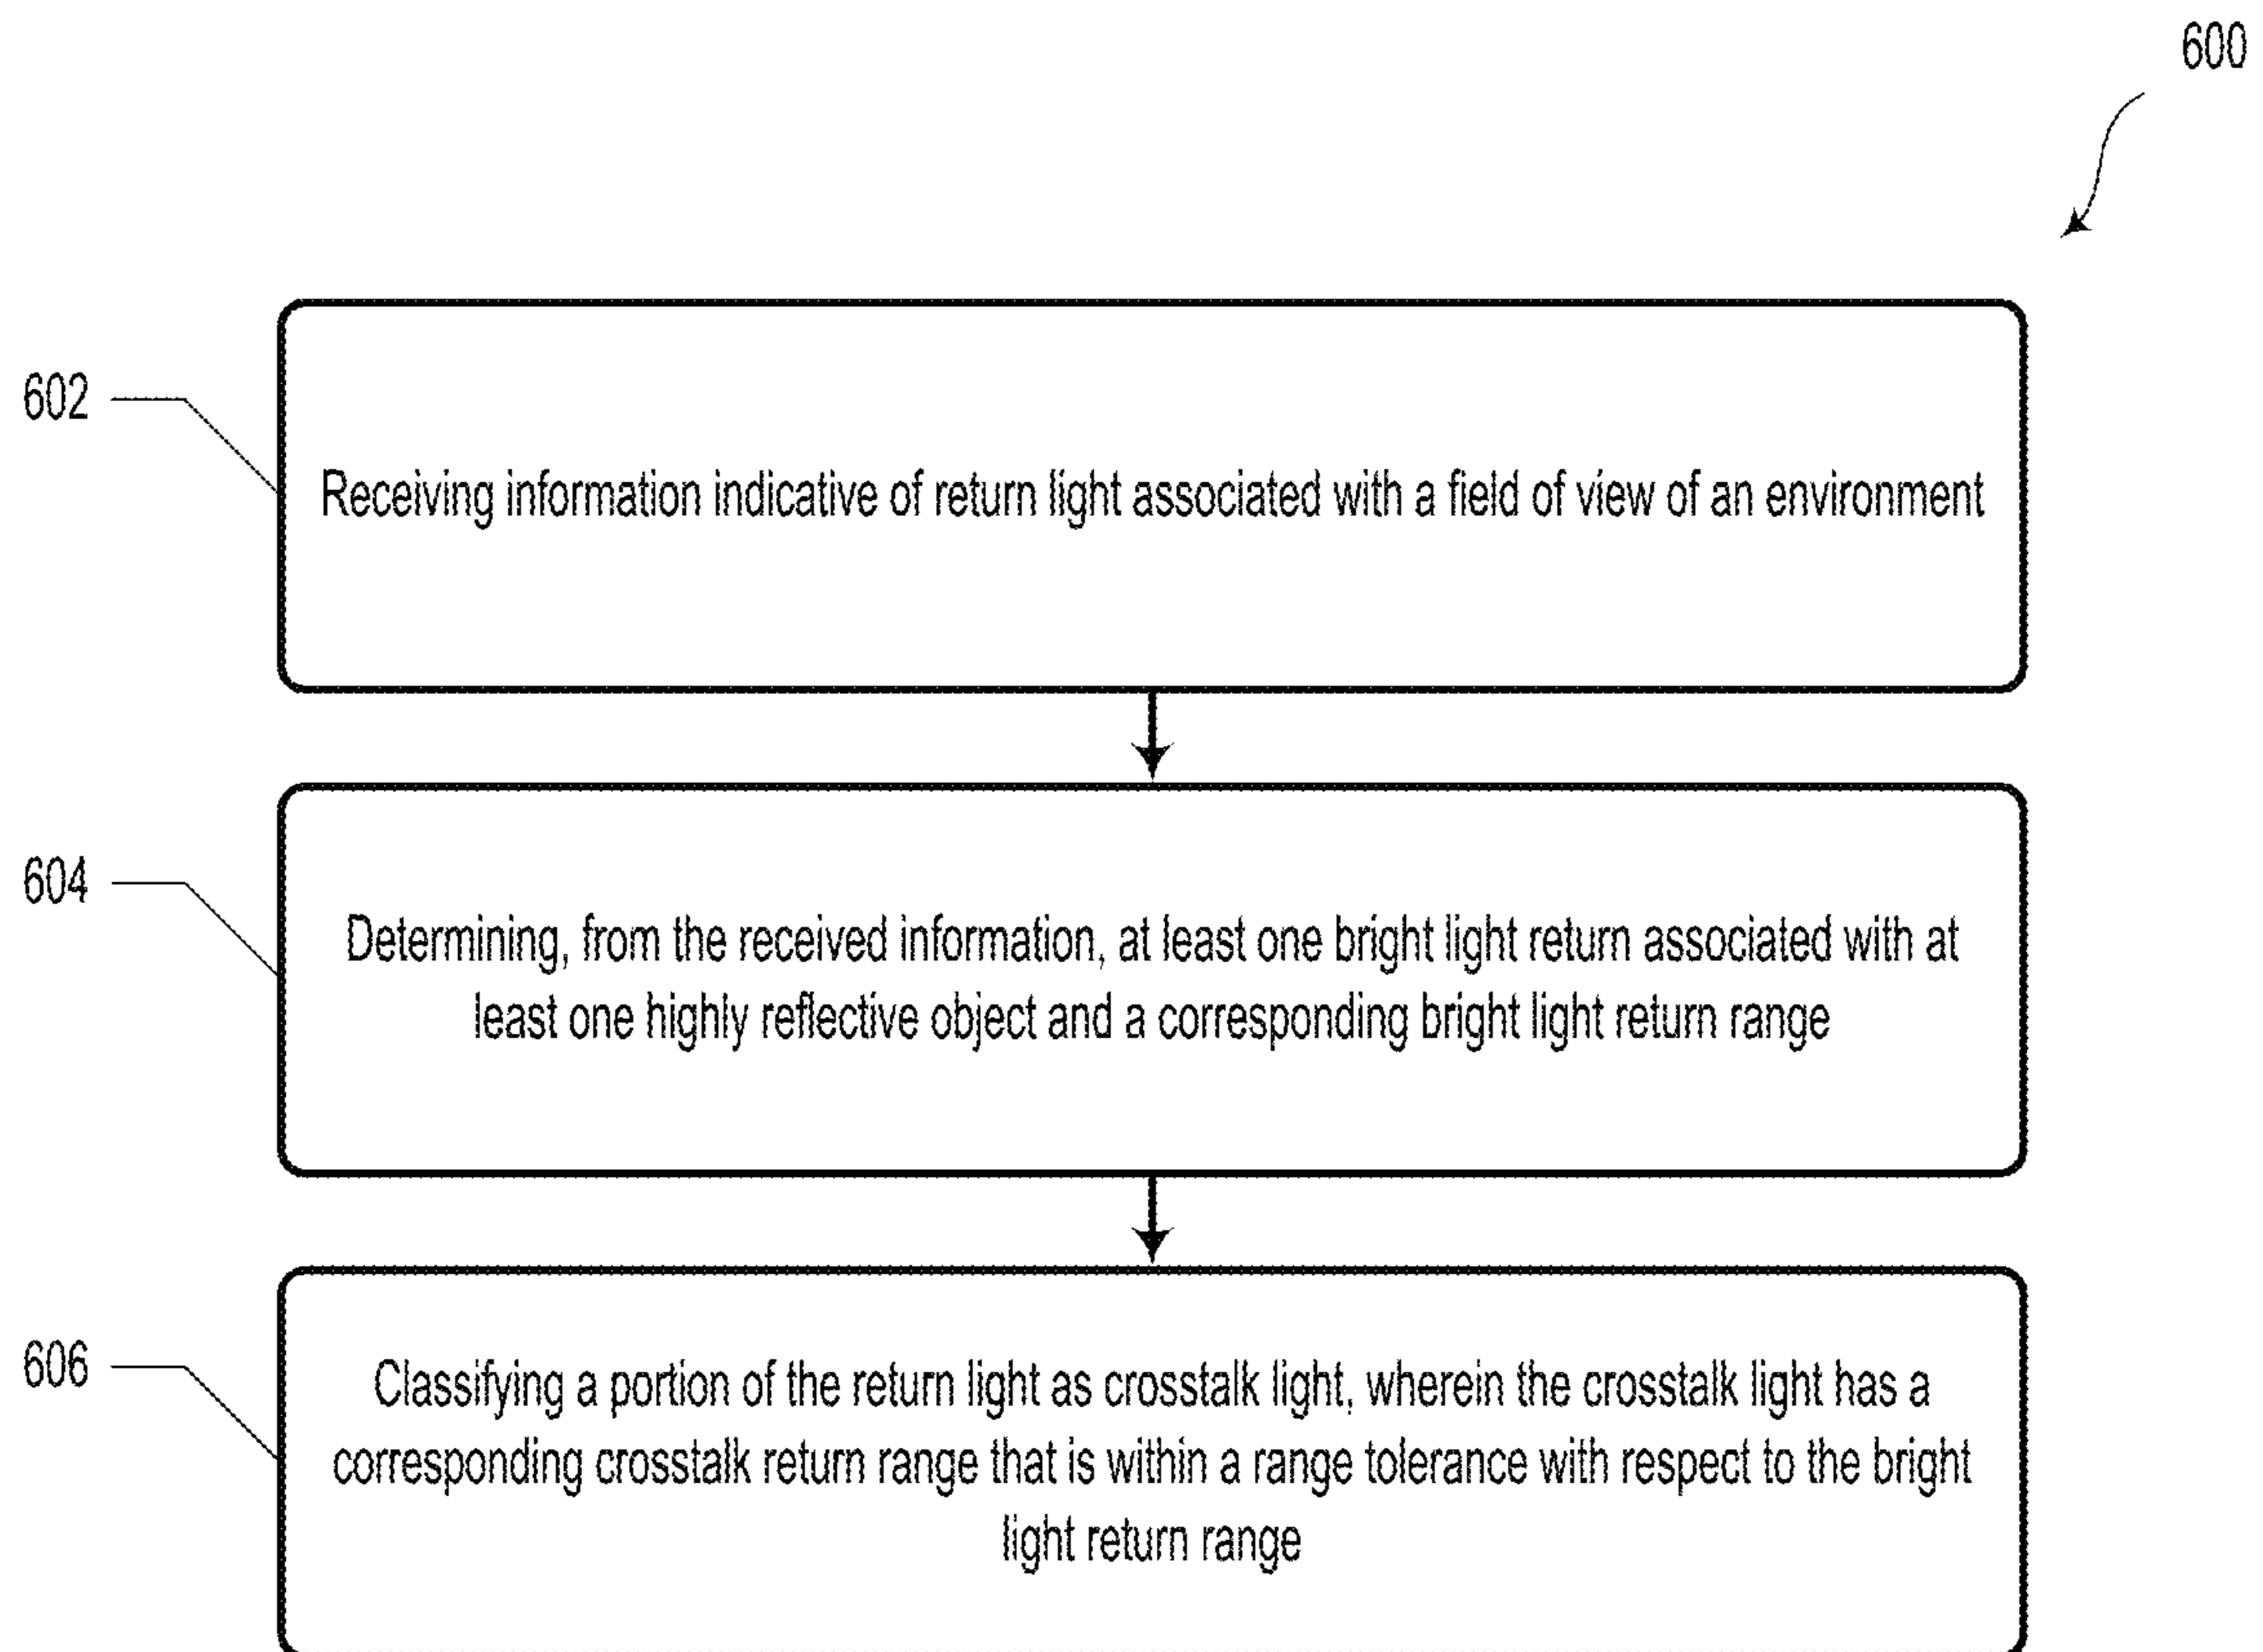 600
602
Receiving information indicative of return light associated with a field of view of an environment
604
Determining, from the received information, at least one bright light return associated with at
least one highly reflective object and a corresponding bright light return range
606
Classifying a portion of the return light as crosstalk light, wherein the crosstalk light has a
corresponding crosstalk return range that is within a range tolerance with respect to the bright
light return range